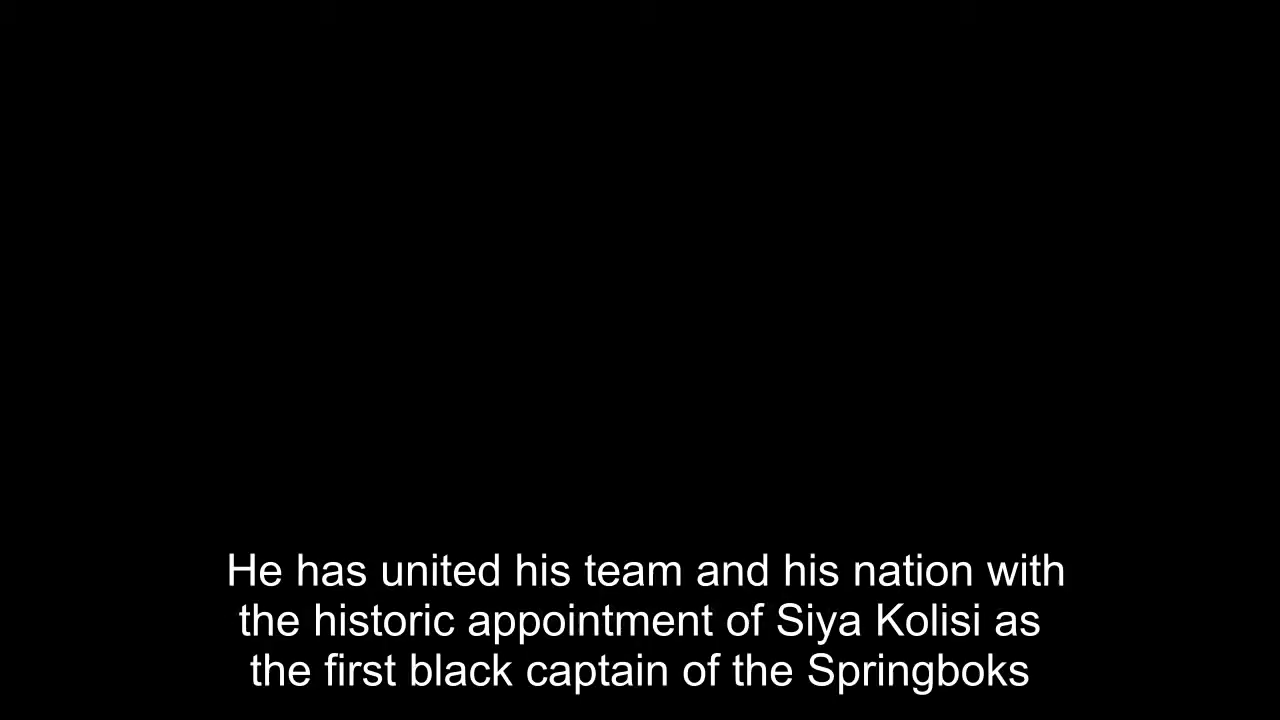 He has united his team and his nation with
the historic appointment of Siya Kolisi as
the first black captain of the Springboks